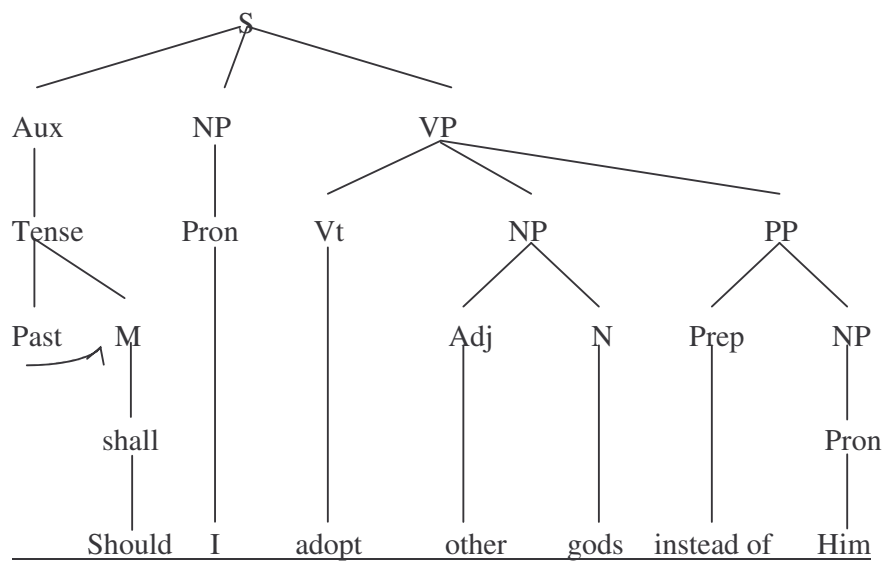 S
Aux NP VP
Tense Pron Vt NP PP
Past M Adj N Prep NP
shall Pron
Should I adopt other gods instead of Him